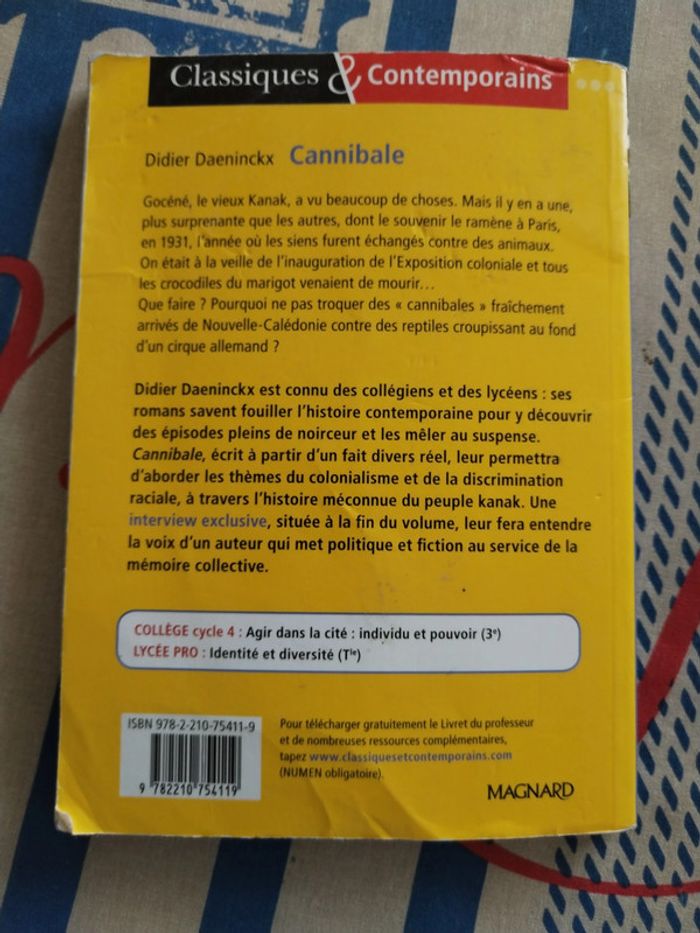 Classiques & Contemporains
Didier Daeninckx Cannibale
Gocéné, le vieux Kanak, a vu beaucoup de choses. Mais il y en a une,
plus surprenante que les autres, dont le souvenir le ramène à Paris,
en 1931, l'année où les siens furent échangés contre des animaux.
On était à la veille de l'inauguration de l'Exposition coloniale et tous
les crocodiles du marigot venaient de mourir…
Que faire ? Pourquoi ne pas troquer des « cannibales » fraîchement
arrivés de Nouvelle-Calédonie contre des reptiles croupissant au fond
d'un cirque allemand ?
Didier Daeninckx est connu des collégiens et des lycéens : ses
romans savent fouiller l'histoire contemporaine pour y découvrir
des épisodes pleins de noirceur et les mêler au suspense.
Cannibale, écrit à partir d'un fait divers réel, leur permettra
d'aborder les thèmes du colonialisme et de la discrimination
raciale, à travers l'histoire méconnue du peuple kanak. Une
interview exclusive, située à la fin du volume, leur fera entendre
la voix d'un auteur qui met politique et fiction au service de la
mémoire collective.
COLLÈGE cycle 4 : Agir dans la cité : individu et pouvoir (3e)
LYCÉE PRO : Identité et diversité (Tle)
ISBN 978-2-210-75411-9
9 782210 754119
Pour télécharger gratuitement le Livret du professeur
et de nombreuses ressources complémentaires,
tapez www.classiquesetcontemporains.com
(NUMEN obligatoire).
MAGNARD